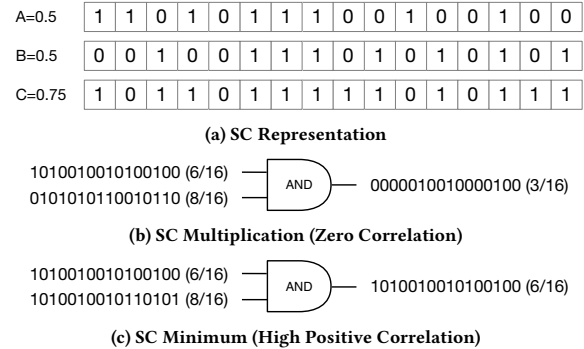 A=0.5 1 1 0 1 0 1 1 1 0 0 1 0 0 1 0 0
B=0.5 0 0 1 0 0 1 1 1 0 1 0 1 0 1 0 1
C=0.75 1 0 1 1 0 1 1 1 1 1 0 1 0 1 1 1
(a) SC Representation
1010010010100100 (6/16)
AND
0000010010000100 (3/16)
0101010110010110 (8/16)
(b) SC Multiplication (Zero Correlation)
1010010010100100 (6/16)
AND
1010010010100100 (6/16)
1010010010110101 (8/16)
(c) SC Minimum (High Positive Correlation)